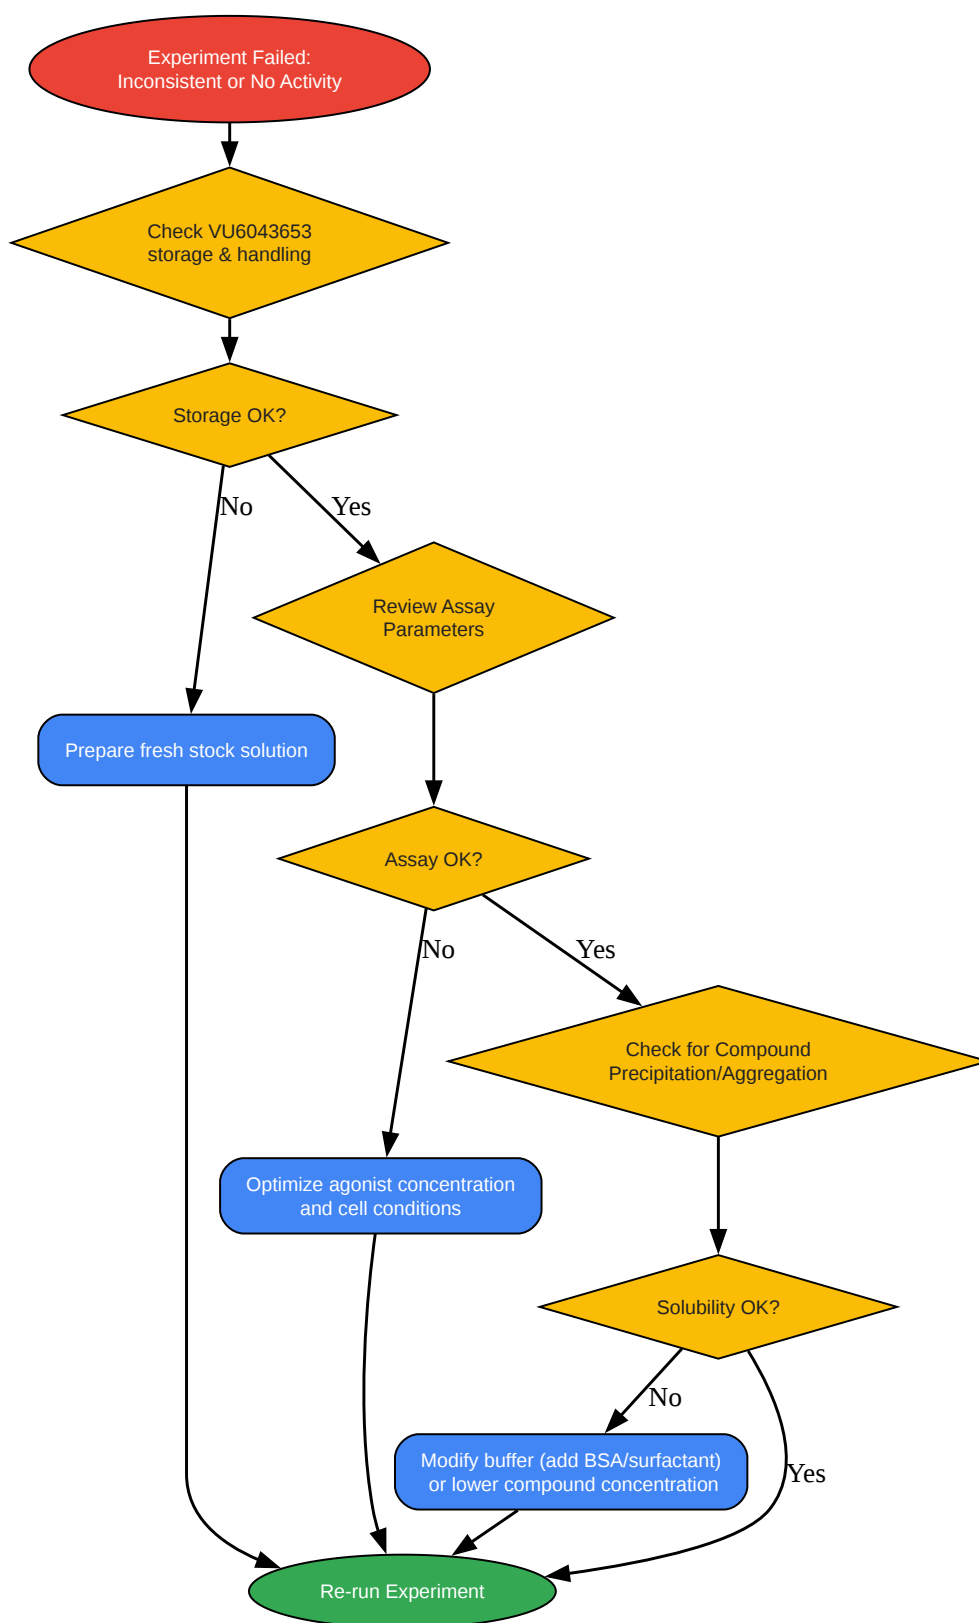 Experiment Failed:
Inconsistent or No Activity
Check VU6043653
storage & handling
Storage OK?
No
Yes
Review Assay
Parameters
Prepare fresh stock solution
Assay OK?
No
Yes
Check for Compound
Precipitation/Aggregation
Optimize agonist concentration
and cell conditions
Solubility OK?
No
Modify buffer (add BSA/surfactant)
or lower compound concentration
Yes
Re-run Experiment